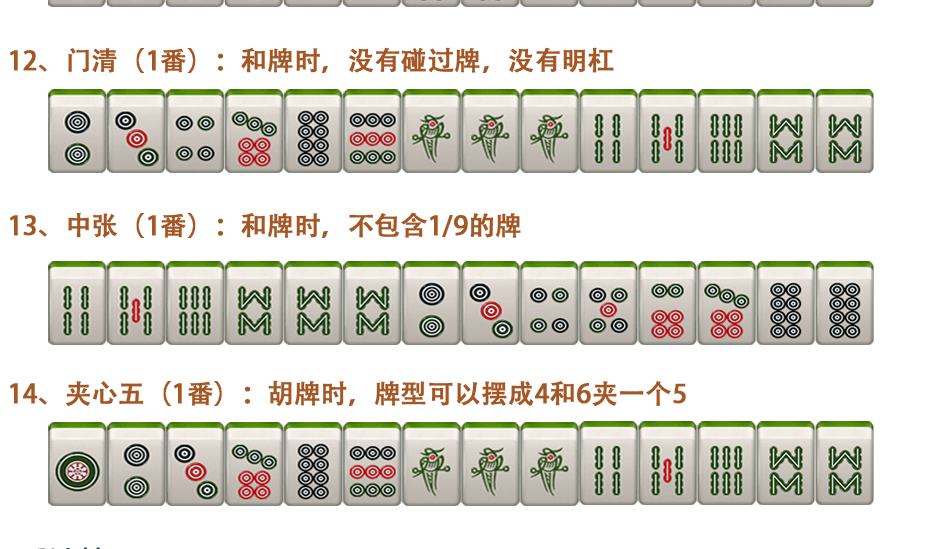 12、门清（1番）：和牌时，没有碰过牌，没有明杠
13、中张（1番）：和牌时，不包含1/9的牌
14、夹心五（1番）：胡牌时，牌型可以摆成4和6夹一个5